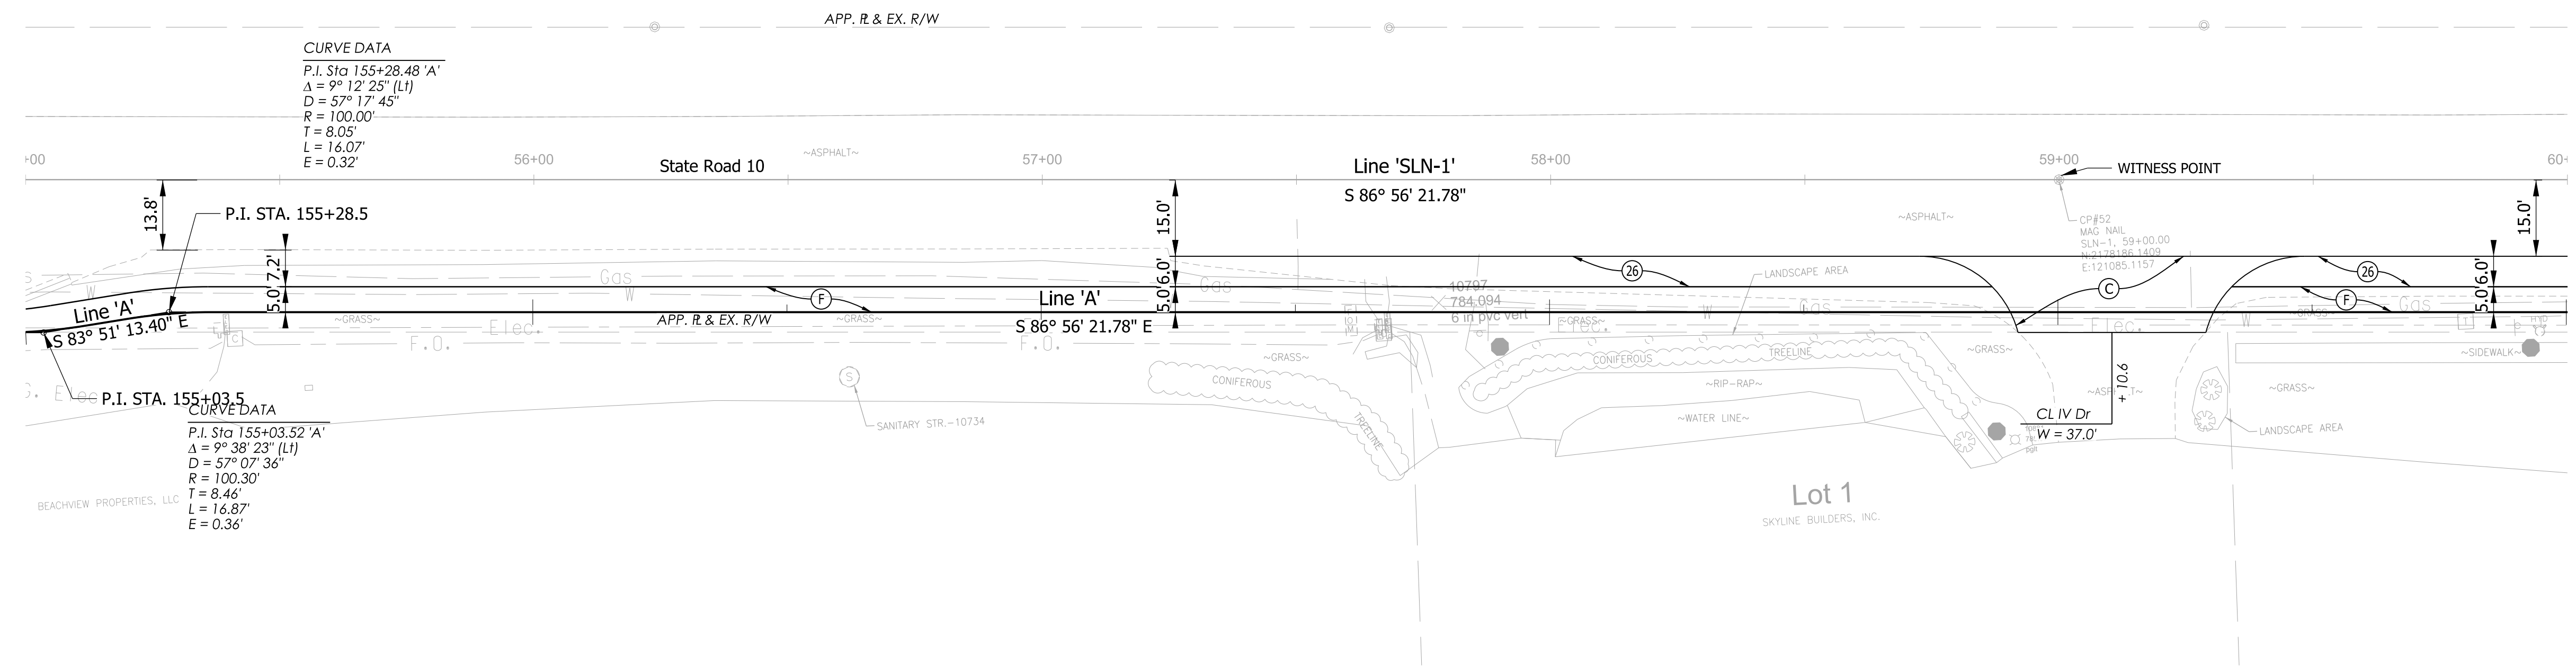 APP. ℙ & EX. R/W
CURVE DATA
P.I. Sta 155+28.48 'A'
Δ = 9° 12' 25" (Lt)
D = 57° 17' 45"
R = 100.00'
T = 8.05'
L = 16.07'
E = 0.32'
+00
56+00
State Road 10
~ASPHALT~
57+00
Line 'SLN-1'
S 86° 56' 21.78"
58+00
59+00
WITNESS POINT
60+
13.8'
P.I. STA. 155+28.5
15.0'
~ASPHALT~
CP#52
MAG NAIL
SLN-1, 59+00.00
N:2178186.1409
E:121085.1157
15.0'
7.2'
5.0'
6.0'
5.0'
6.0'
5.0'
Gas
W
Gas
W
26
LANDSCAPE AREA
10797
784.094
6 in pvc vert
C
26
F
F
Gas
W
Gas
W
Line 'A'
S 83° 51' 13.40" E
~GRASS~
Elec.
APP. ℙ & EX. R/W
~GRASS~
Line 'A'
S 86° 56' 21.78" E
~GRASS~
Elec.
Elec.
~GRASS~
F.O.
F.O.
C
S
~GRASS~
CONIFEROUS
TREELINE
CONIFEROUS
TREELINE
~GRASS~
~SIDEWALK~
~GRASS~
HYD
T
P
G. Elec
P.I. STA. 155+03.5
SANITARY STR.-10734
~RIP-RAP~
~WATER LINE~
+ 10.6
CL IV Dr
W = 37.0'
LANDSCAPE AREA
CURVE DATA
P.I. Sta 155+03.52 'A'
Δ = 9° 38' 23" (Lt)
D = 57° 07' 36"
R = 100.30'
T = 8.46'
L = 16.87'
E = 0.36'
BEACHVIEW PROPERTIES, LLC
Lot 1
SKYLINE BUILDERS, INC.